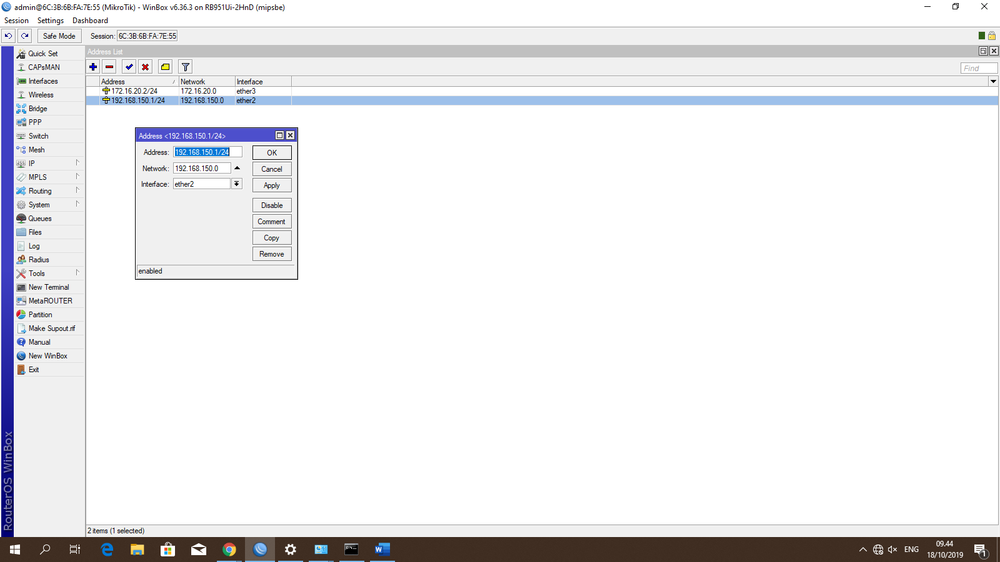 admin@6C:3B:6B:FA:7E:55 (MikroTik) - WinBox v6.36.3 on RB951Ui-2HnD (mipsbe)
Session Settings Dashboard
Safe Mode Session: 6C:3B:6B:FA:7E:55
Address List
Find
Address Network Interface
172.16.20.2/24 172.16.20.0 ether3
192.168.150.1/24 192.168.150.0 ether2
Quick Set
CAPsMAN
Interfaces
Wireless
Bridge
PPP
Switch
Mesh
IP
MPLS
Routing
System
Queues
Files
Log
Radius
Tools
New Terminal
MetaROUTER
Partition
Make Supout.rif
Manual
New WinBox
Exit
RouterOS WinBox
Address <192.168.150.1/24>
Address: 192.168.150.1/24 OK
Network: 192.168.150.0 Cancel
Interface: ether2 Apply
Disable
Comment
Copy
Remove
enabled
2 items (1 selected)
ENG
09.44
18/10/2019
1